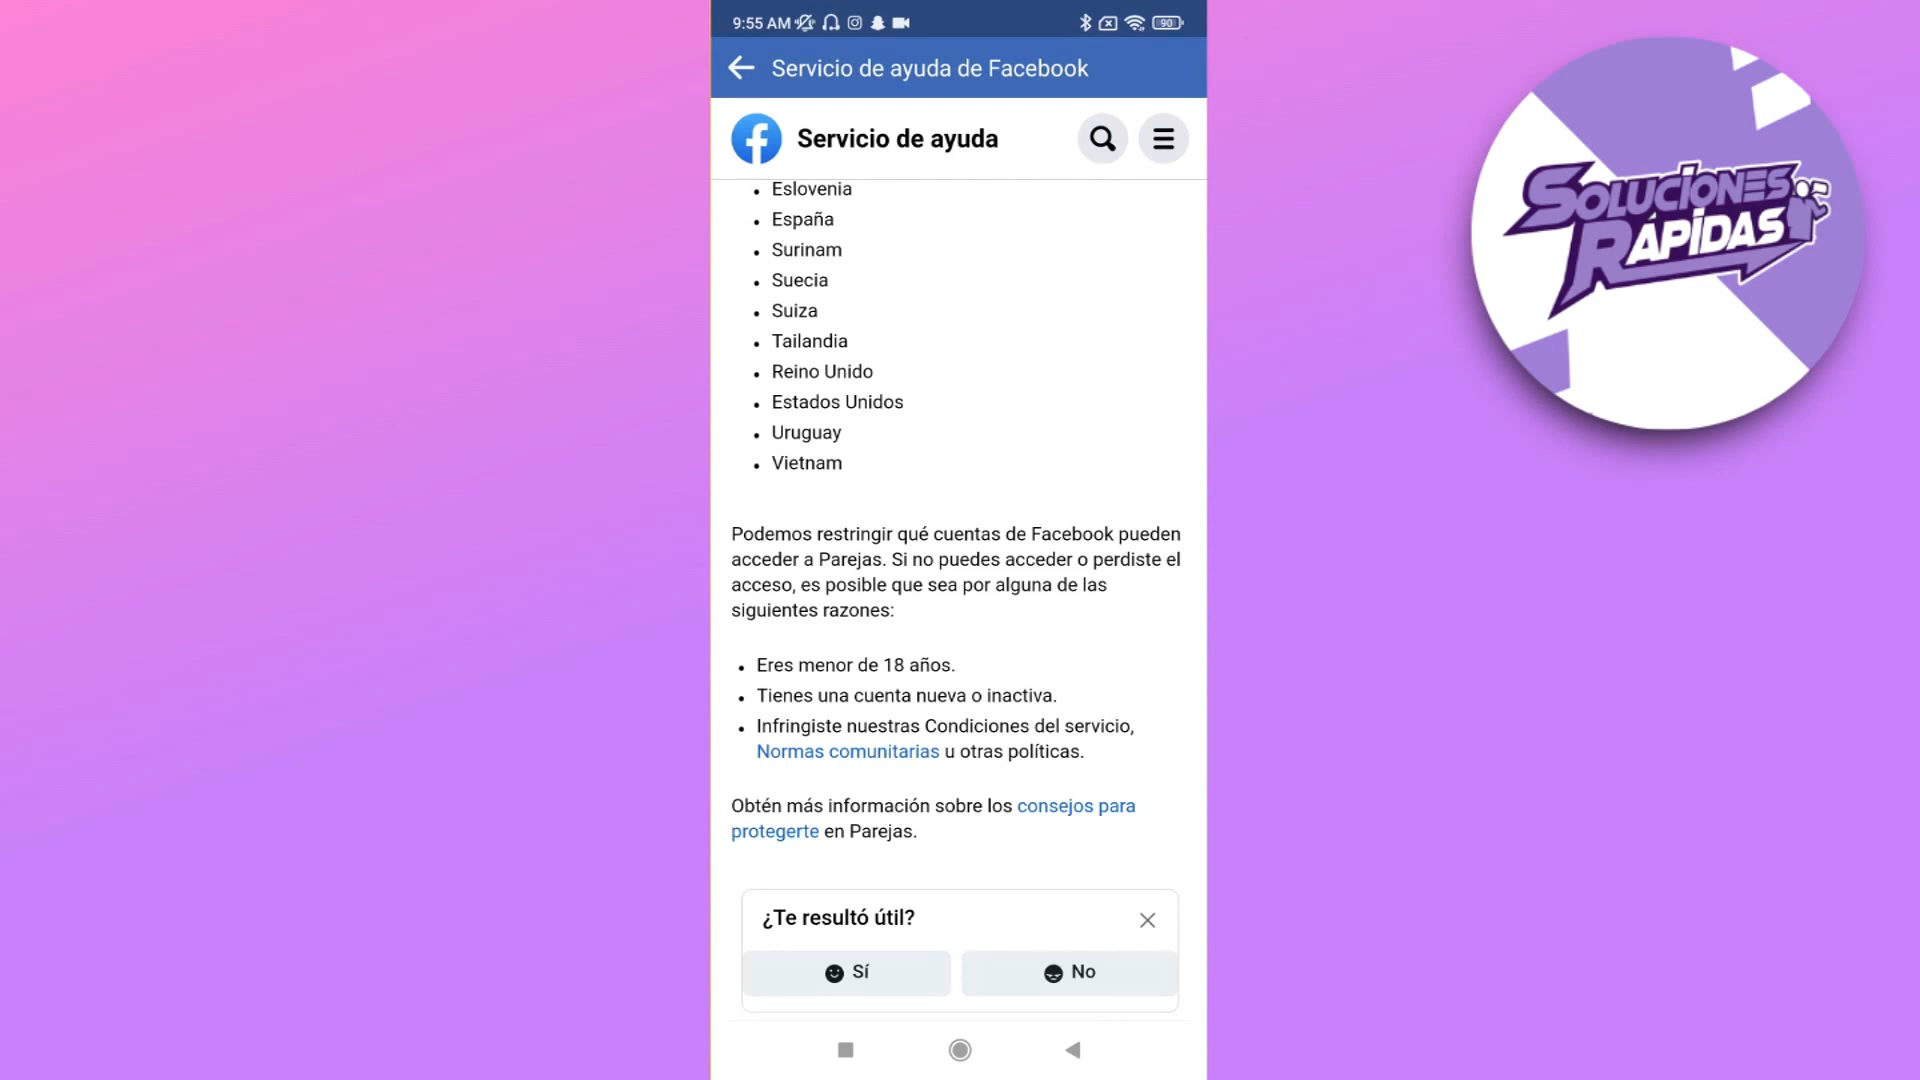 9:55 AM
90
Servicio de ayuda de Facebook
Servicio de ayuda
SOLUCIONES
RÁPIDAS
Eslovenia
España
Surinam
Suecia
Suiza
Tailandia
Reino Unido
Estados Unidos
Uruguay
Vietnam
Podemos restringir qué cuentas de Facebook pueden
acceder a Parejas. Si no puedes acceder o perdiste el
acceso, es posible que sea por alguna de las
siguientes razones:
Eres menor de 18 años.
Tienes una cuenta nueva o inactiva.
Infringiste nuestras Condiciones del servicio,
Normas comunitarias u otras políticas.
Obtén más información sobre los consejos para
protegerte en Parejas.
¿Te resultó útil?
Sí
No